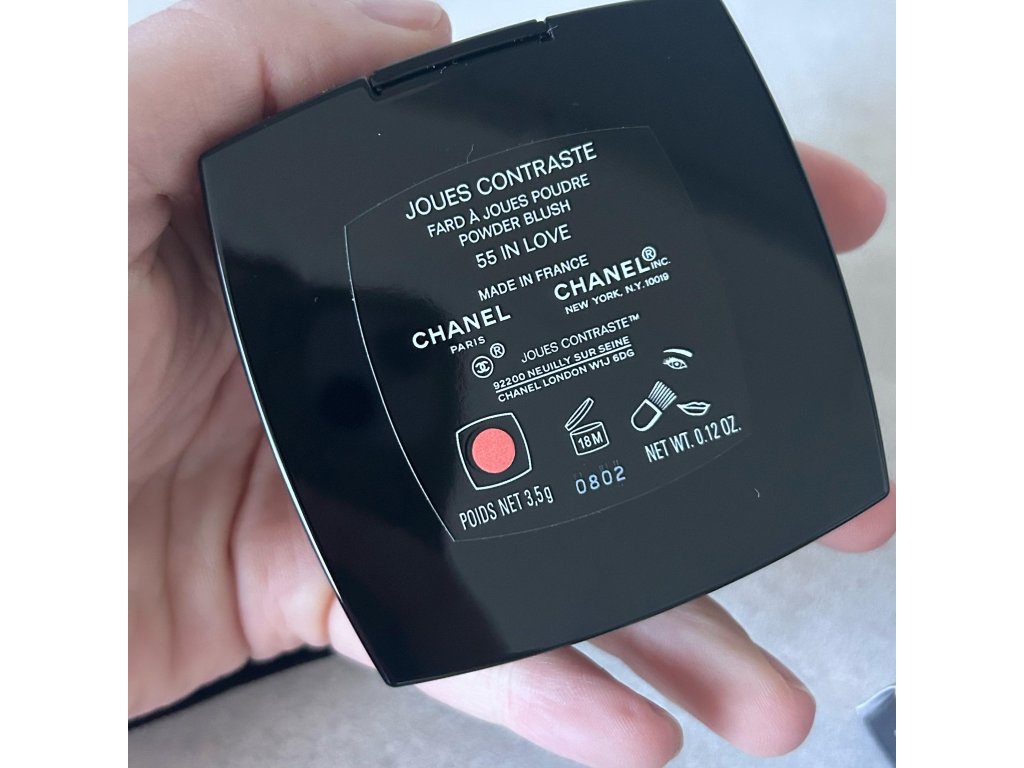 JOUES CONTRASTE
FARD À JOUES POUDRE
POWDER BLUSH
55 IN LOVE
MADE IN FRANCE
CHANEL
PARIS
CHANEL® INC.
NEW YORK, N.Y. 10019
® JOUES CONTRASTE™
92200 NEUILLY SUR SEINE
CHANEL LONDON W1J 6DG
18 M
0802
POIDS NET 3,5g
NET WT. 0.12 OZ.